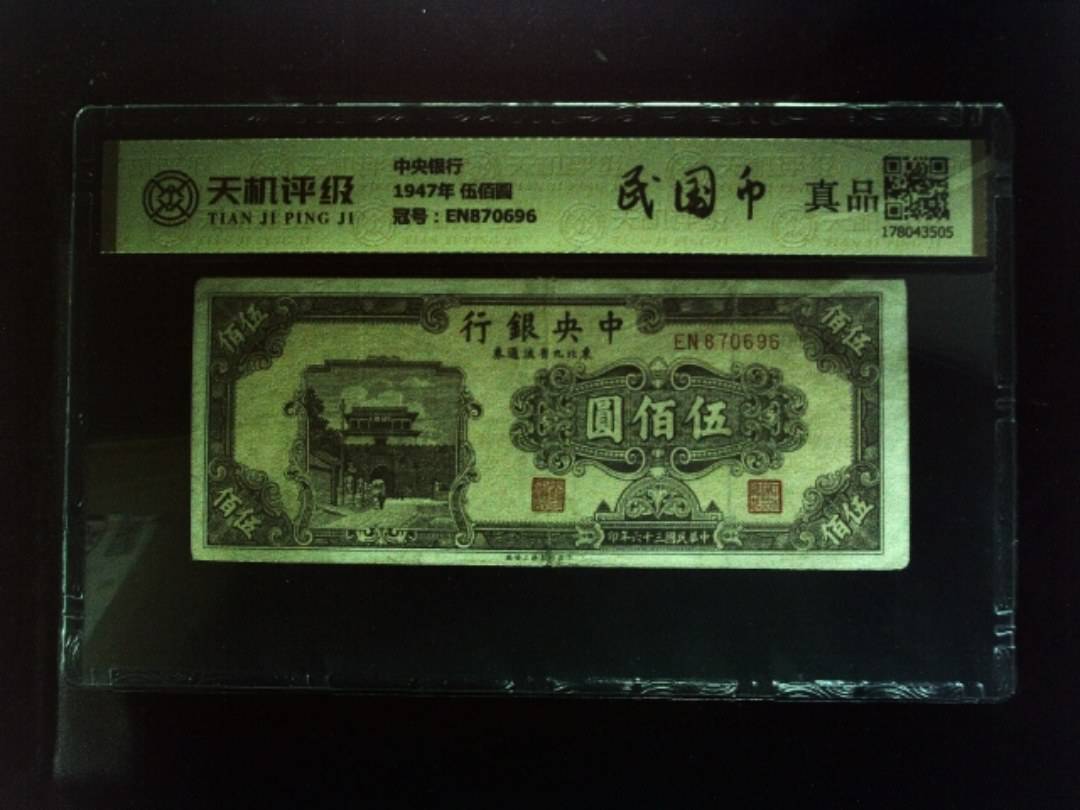 天机评级
TIAN JI PING JI
中央银行
1947年 伍佰圆
冠号：EN870696
民国币
真品
178043505
中央銀行
東北九省流通券
EN870696
伍佰
伍佰
伍佰圓
伍佰
伍佰
中華民國三十六年印